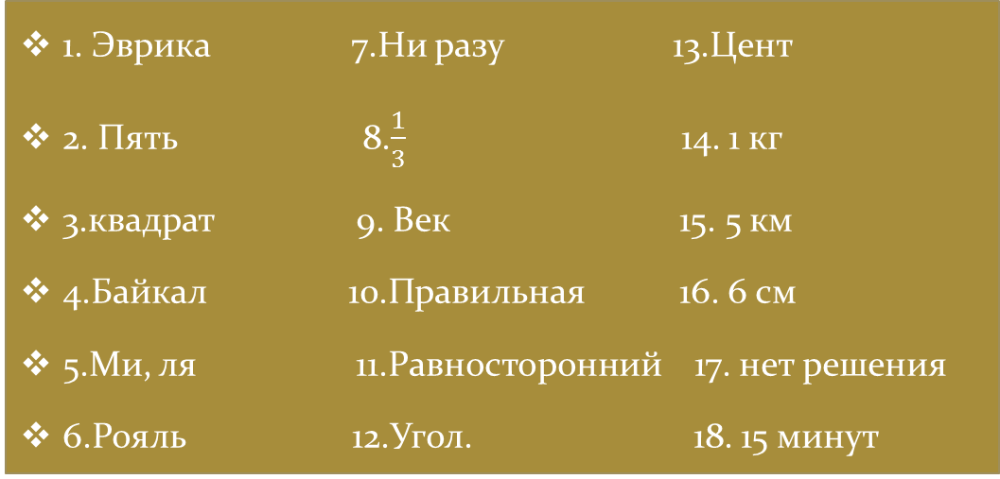 ❖ 1. Эврика 7.Ни разу 13.Цент
❖ 2. Пять 8.1/3 14. 1 кг
❖ 3.квадрат 9. Век 15. 5 км
❖ 4.Байкал 10.Правильная 16. 6 см
❖ 5.Ми, ля 11.Равносторонний 17. нет решения
❖ 6.Рояль 12.Угол. 18. 15 минут